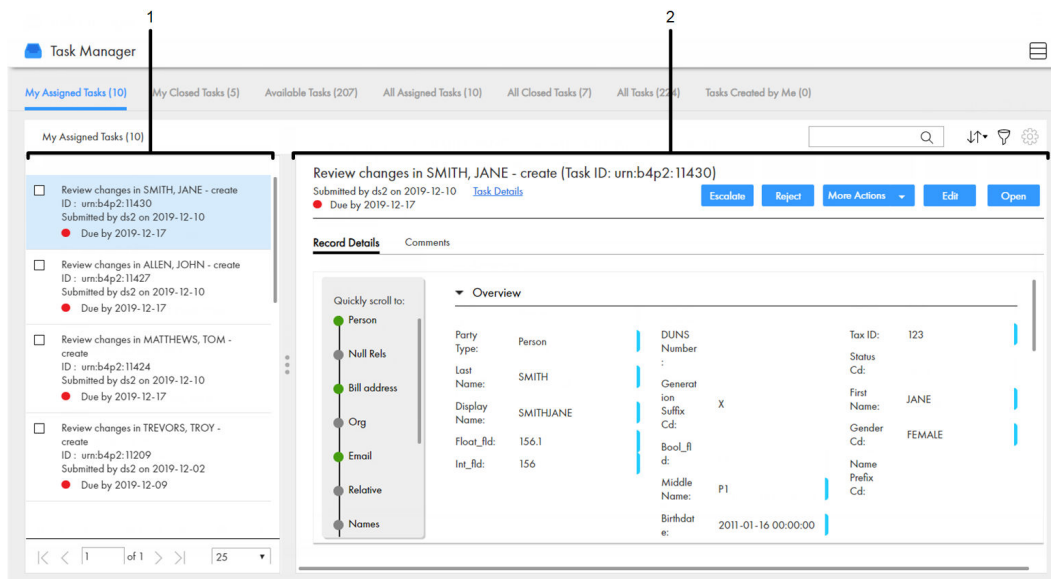 1
2
Task Manager
My Assigned Tasks (10) My Closed Tasks (5) Available Tasks (207) All Assigned Tasks (10) All Closed Tasks (7) All Tasks (224) Tasks Created by Me (0)
My Assigned Tasks (10)
Review changes in SMITH, JANE - create
ID : urn:b4p2:11430
Submitted by ds2 on 2019-12-10
Due by 2019-12-17
Review changes in ALLEN, JOHN - create
ID : urn:b4p2:11427
Submitted by ds2 on 2019-12-10
Due by 2019-12-17
Review changes in MATTHEWS, TOM -
create
ID : urn:b4p2:11424
Submitted by ds2 on 2019-12-10
Due by 2019-12-17
Review changes in TREVORS, TROY -
create
ID : urn:b4p2:11209
Submitted by ds2 on 2019-12-02
Due by 2019-12-09
1 of 1 25
Review changes in SMITH, JANE - create (Task ID: urn:b4p2:11430)
Submitted by ds2 on 2019-12-10 Task Details
Due by 2019-12-17
Escalate Reject More Actions Edit Open
Record Details Comments
Quickly scroll to:
Person
Null Rels
Bill address
Org
Email
Relative
Names
Overview
Party
Type:
Person
Last
Name:
SMITH
Display
Name:
SMITHJANE
Float_fld: 156.1
Int_fld: 156
DUNS
Number
:
Generat
ion
Suffix
Cd:
X
Bool_fl
d:
Middle
Name:
P1
Birthdat
e:
2011-01-16 00:00:00
Tax ID: 123
Status
Cd:
First
Name:
JANE
Gender
Cd:
FEMALE
Name
Prefix
Cd: